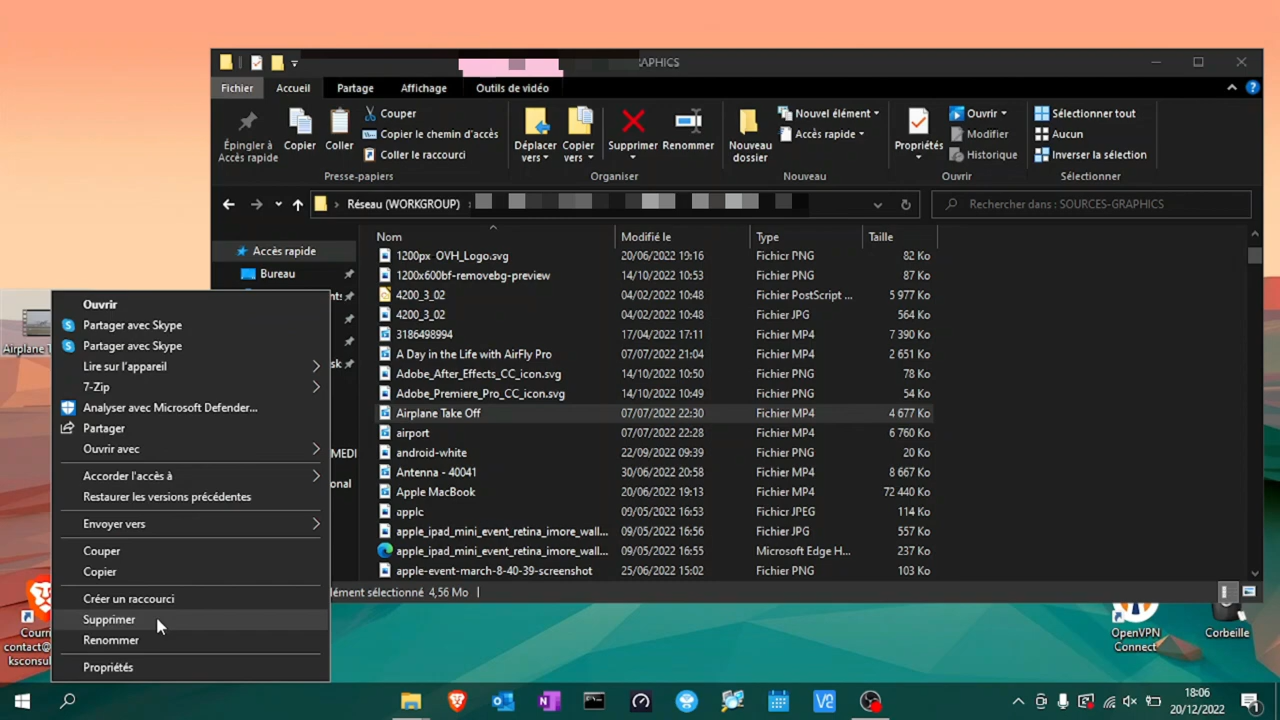 APHICS
Fichier Accueil Partage Affichage Outils de vidéo
Épingler à Accès rapide
Copier
Coller
Couper
Copier le chemin d'accès
Coller le raccourci
Presse-papiers
Déplacer vers
Copier vers
Supprimer
Renommer
Organiser
Nouveau dossier
Nouvel élément
Accès rapide
Nouveau
Propriétés
Ouvrir
Modifier
Historique
Ouvrir
Sélectionner tout
Aucun
Inverser la sélection
Sélectionner
Réseau (WORKGROUP)
Rechercher dans : SOURCES-GRAPHICS
Accès rapide
Bureau
Nom Modifié le Type Taille
1200px OVH_Logo.svg 20/06/2022 19:16 Fichier PNG 82 Ko
1200x600bf-removebg-preview 14/10/2022 10:53 Fichier PNG 87 Ko
4200_3_02 04/02/2022 10:48 Fichier PostScript ... 5 977 Ko
4200_3_02 04/02/2022 10:48 Fichier JPG 564 Ko
3186498994 17/04/2022 17:11 Fichier MP4 7 390 Ko
A Day in the Life with AirFly Pro 07/07/2022 21:04 Fichier MP4 2 651 Ko
Adobe_After_Effects_CC_icon.svg 14/10/2022 10:50 Fichier PNG 78 Ko
Adobe_Premiere_Pro_CC_icon.svg 14/10/2022 10:49 Fichier PNG 54 Ko
Airplane Take Off 07/07/2022 22:30 Fichier MP4 4 677 Ko
airport 07/07/2022 22:28 Fichier MP4 6 760 Ko
android-white 22/09/2022 09:39 Fichier PNG 20 Ko
Antenna - 40041 30/06/2022 20:58 Fichier MP4 8 667 Ko
Apple MacBook 20/06/2022 19:13 Fichier MP4 72 440 Ko
apple 09/05/2022 16:53 Fichier JPEG 114 Ko
apple_ipad_mini_event_retina_imore_wall... 09/05/2022 16:56 Fichier JPG 557 Ko
apple_ipad_mini_event_retina_imore_wall... 09/05/2022 16:55 Microsoft Edge H... 237 Ko
apple-event-march-8-40-39-screenshot 25/06/2022 15:02 Fichier PNG 103 Ko
lément sélectionné 4,56 Mo
Airplane T
Ouvrir
Partager avec Skype
Partager avec Skype
Lire sur l'appareil
7-Zip
Analyser avec Microsoft Defender...
Partager
Ouvrir avec
Accorder l'accès à
Restaurer les versions précédentes
Envoyer vers
Couper
Copier
Créer un raccourci
Supprimer
Renommer
Propriétés
Courri
contact@
ksconsul
OpenVPN
Connect
Corbeille
18:06
20/12/2022
1